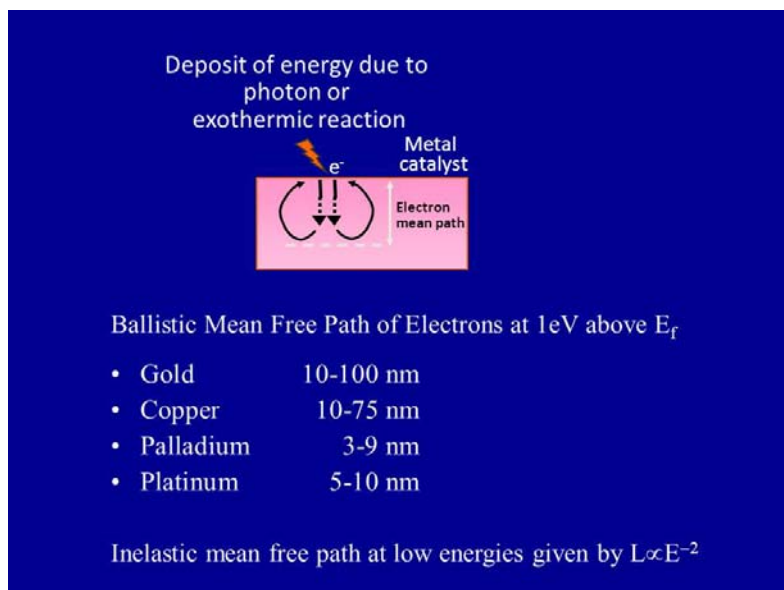 Deposit of energy due to
photon or
exothermic reaction
Metal
catalyst
e⁻
Electron
mean path
Ballistic Mean Free Path of Electrons at 1eV above E_f
• Gold 10-100 nm
• Copper 10-75 nm
• Palladium 3-9 nm
• Platinum 5-10 nm
Inelastic mean free path at low energies given by L∝E⁻²